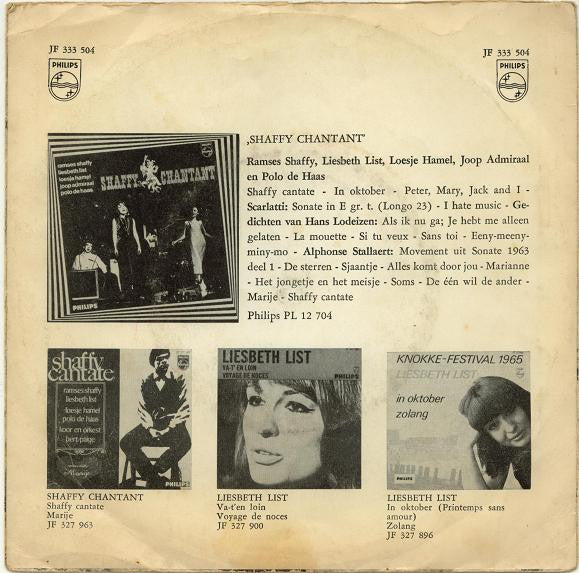 JF 333 504
JF 333 504
PHILIPS
PHILIPS
ramses shaffy
liesbeth list
loesje hamel
joop admiraal
polo de haas
SHAFFY CHANTANT
PHILIPS
‚SHAFFY CHANTANT’
Ramses Shaffy, Liesbeth List, Loesje Hamel, Joop Admiraal
en Polo de Haas
Shaffy cantate - In oktober - Peter, Mary, Jack and I -
Scarlatti: Sonate in E gr. t. (Longo 23) - I hate music - Ge-
dichten van Hans Lodeizen: Als ik nu ga; Je hebt me alleen
gelaten - La mouette - Si tu veux - Sans toi - Eeny-meeny-
miny-mo - Alphonse Stallaert: Movement uit Sonate 1963
deel 1 - De sterren - Sjaantje - Alles komt door jou - Marianne
- Het jongetje en het meisje - Soms - De één wil de ander -
Marije - Shaffy cantate
Philips PL 12 704
shaffy
cantate
ramses shaffy
liesbeth list
loesje hamel
polo de haas
koor en orkest
bert paige
Marije
PHILIPS
LIESBETH LIST
VA-T'EN LOIN
VOYAGE DE NOCES
PHILIPS
KNOKKE-FESTIVAL 1965
LIESBETH LIST
in oktober
zolang
PHILIPS
SHAFFY CHANTANT
Shaffy cantate
Marije
JF 327 963
LIESBETH LIST
Va-t'en loin
Voyage de noces
JF 327 900
LIESBETH LIST
In oktober (Printemps sans
amour)
Zolang
JF 327 896